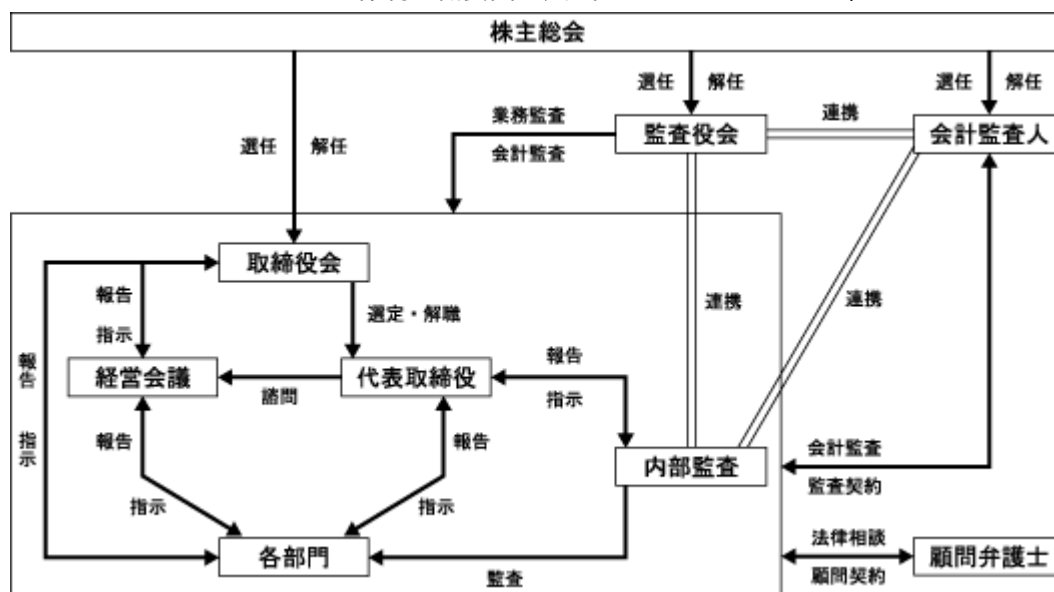 株主総会
選任 解任
選任 解任
選任 解任
業務監査
会計監査
監査役会
連携
会計監査人
取締役会
選定・解職
連携
連携
報告
指示
報告
指示
経営会議
諮問
代表取締役
報告
指示
報告
指示
報告
指示
内部監査
会計監査
監査契約
各部門
監査
法律相談
顧問契約
顧問弁護士